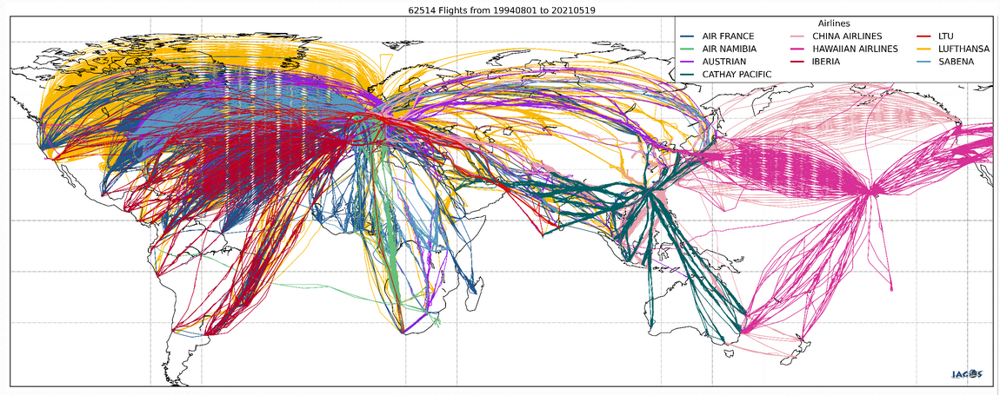 62514 Flights from 19940801 to 20210519
Airlines
AIR FRANCE CHINA AIRLINES LTU
AIR NAMIBIA HAWAIIAN AIRLINES LUFTHANSA
AUSTRIAN IBERIA SABENA
CATHAY PACIFIC
IAGOS